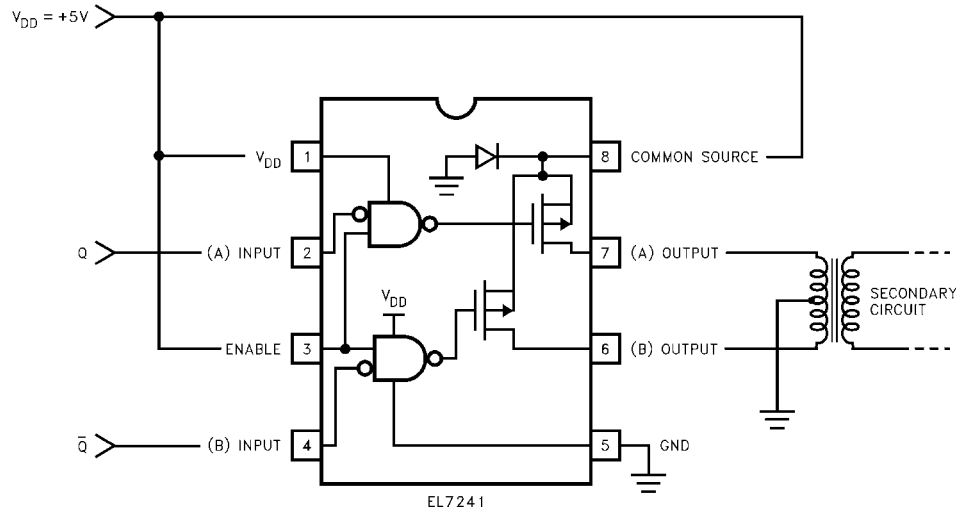 V_DD = +5V
V_DD 1
8 COMMON SOURCE
Q (A) INPUT 2
7 (A) OUTPUT
SECONDARY
CIRCUIT
V_DD
ENABLE 3
6 (B) OUTPUT
Q̅ (B) INPUT 4
5 GND
EL7241